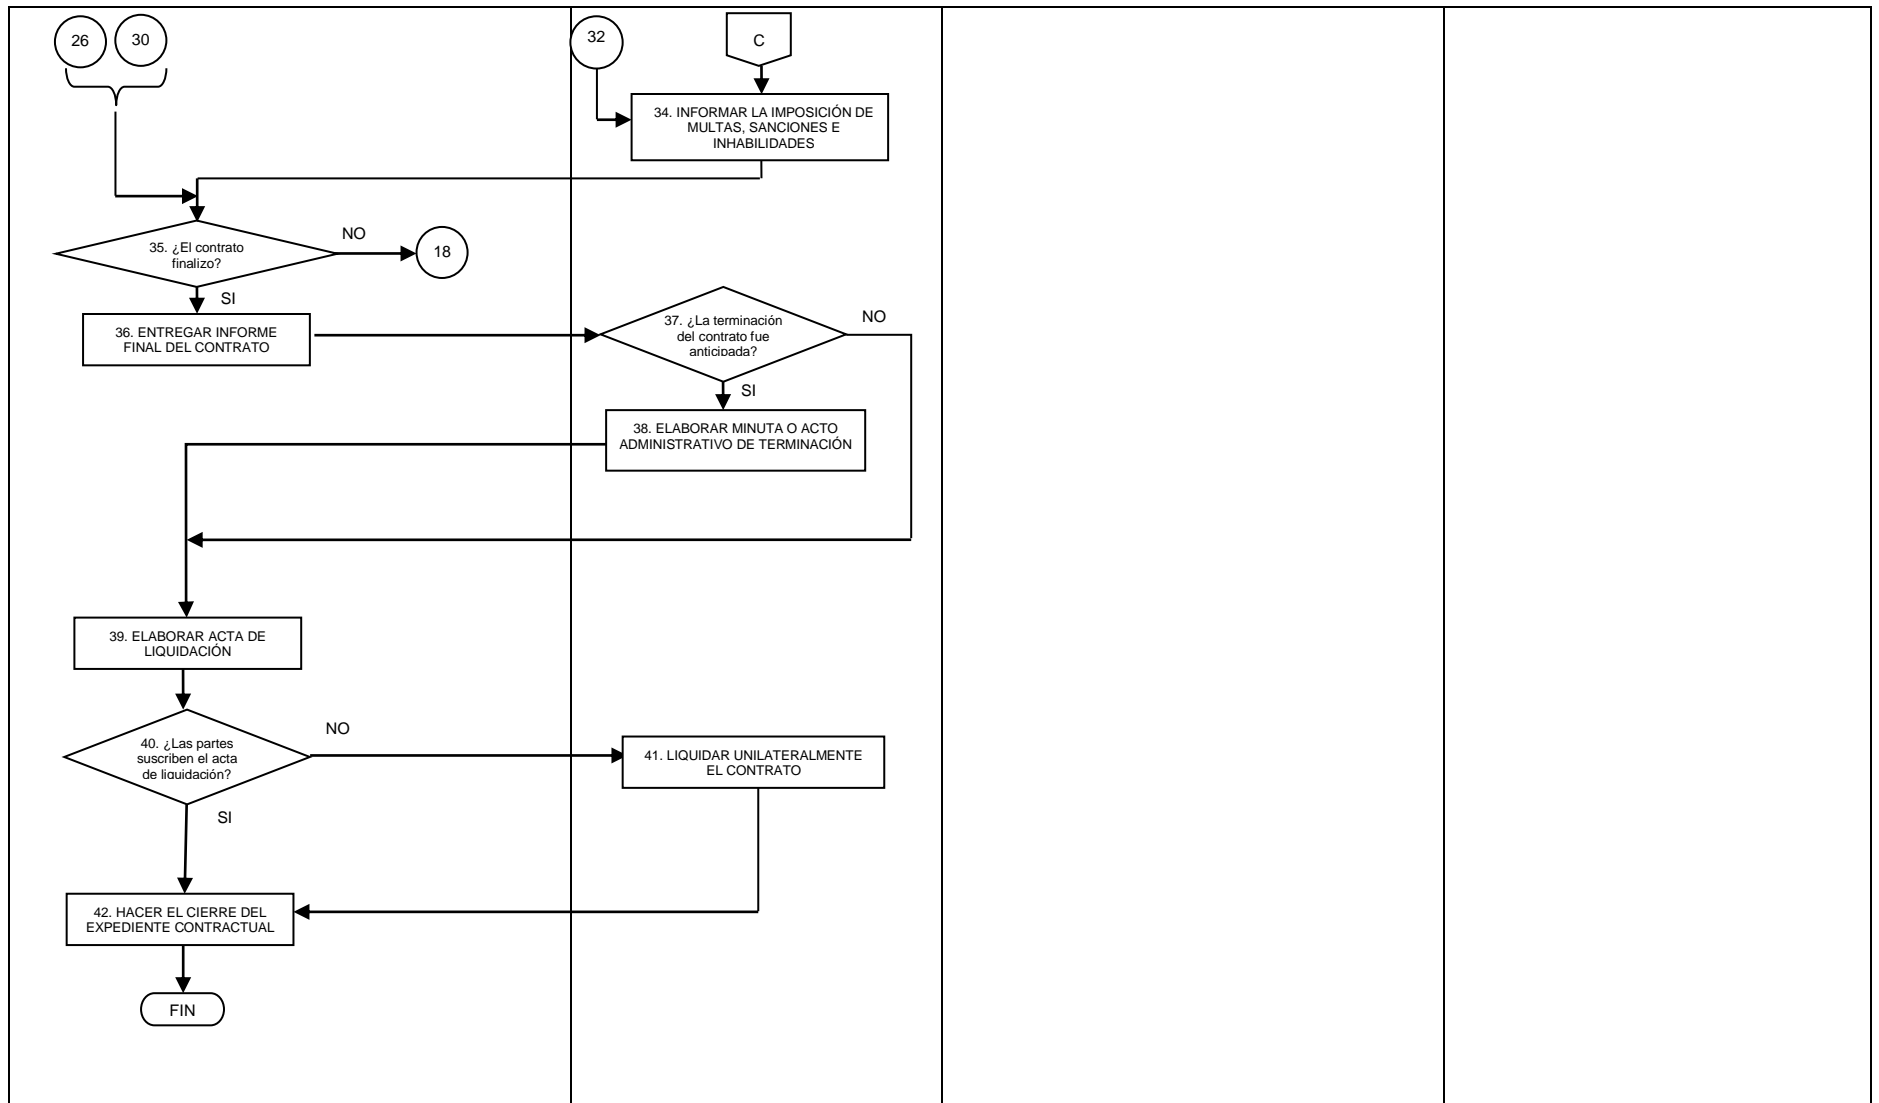 26
30
32
C
34. INFORMAR LA IMPOSICIÓN DE
MULTAS, SANCIONES E
INHABILIDADES
35. ¿El contrato
finalizo?
NO
18
SI
36. ENTREGAR INFORME
FINAL DEL CONTRATO
37. ¿La terminación
del contrato fue
anticipada?
NO
SI
38. ELABORAR MINUTA O ACTO
ADMINISTRATIVO DE TERMINACIÓN
39. ELABORAR ACTA DE
LIQUIDACIÓN
40. ¿Las partes
suscriben el acta
de liquidación?
NO
41. LIQUIDAR UNILATERALMENTE
EL CONTRATO
SI
42. HACER EL CIERRE DEL
EXPEDIENTE CONTRACTUAL
FIN